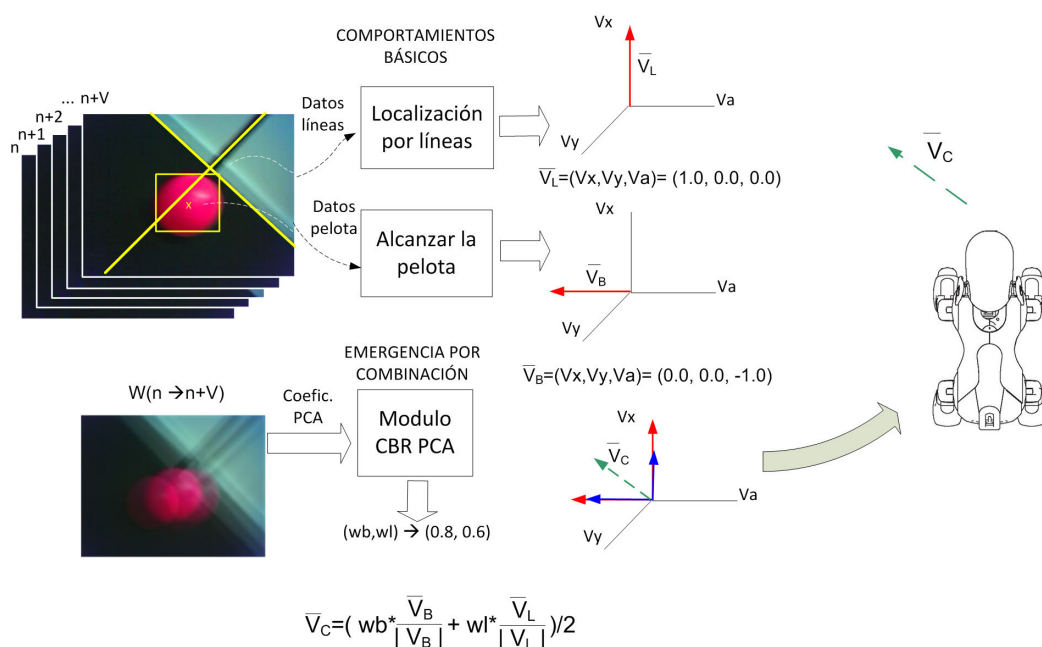 COMPORTAMIENTOS
BÁSICOS
n
n+1
n+2
... n+V
Datos
líneas
Localización
por líneas
Vx
V̅L
Va
Vy
V̅L=(Vx,Vy,Va)= (1.0, 0.0, 0.0)
x
Datos
pelota
Alcanzar la
pelota
Vx
V̅B
Va
Vy
V̅B=(Vx,Vy,Va)= (0.0, 0.0, -1.0)
V̅C
EMERGENCIA POR
COMBINACIÓN
W(n →n+V)
Coefic.
PCA
Modulo
CBR PCA
(wb,wl) → (0.8, 0.6)
Vx
V̅C
Va
Vy
V̅C=( wb* V̅B/|V̅B| + wl* V̅L/|V̅L| )/2